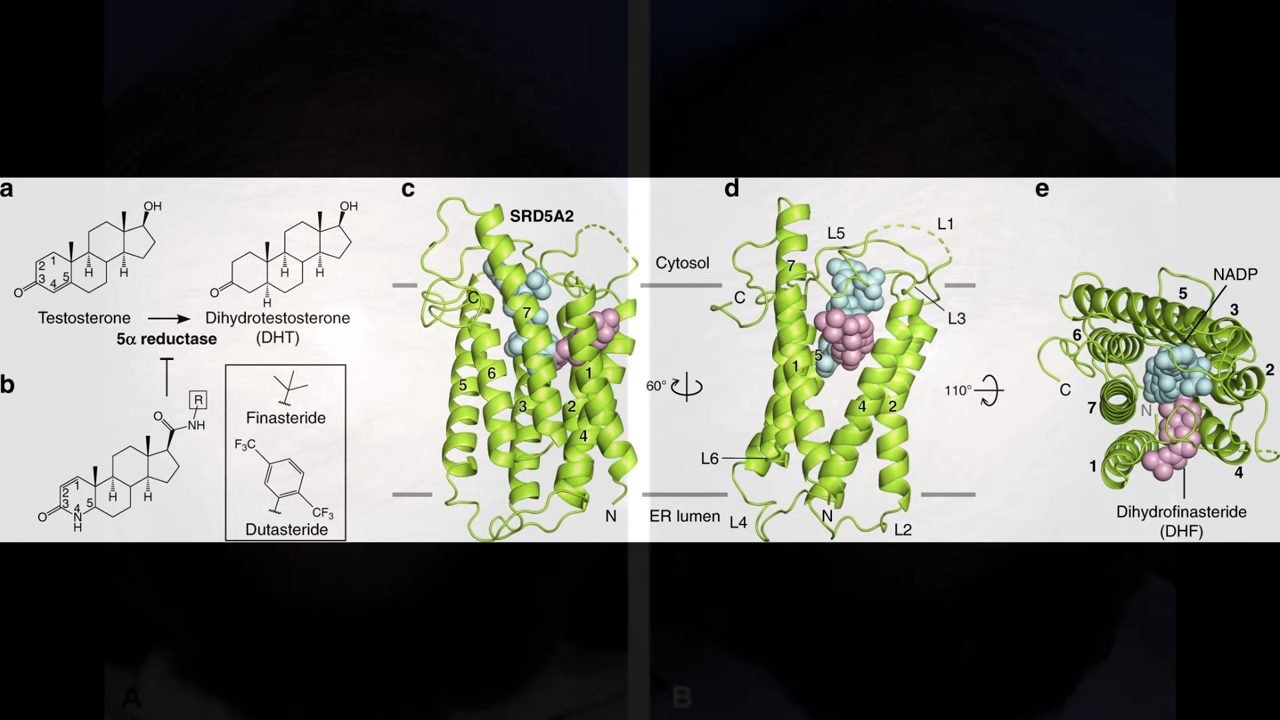 a
OH
1
2
3
4
5
O
H
H
Testosterone
OH
O
H
H
H
Dihydrotestosterone
(DHT)
5α reductase
b
R
O
NH
1
2
3
4
5
O
N
H
H
H
Finasteride
F3C
CF3
Dutasteride
c
SRD5A2
C
7
5
6
3
2
1
4
N
Cytosol
60°
ER lumen
d
L5
L1
7
C
L3
5
1
4
2
L6
L4
N
L2
110°
e
NADP
5
3
6
2
C
7
N
1
4
Dihydrofinasteride
(DHF)
A
B